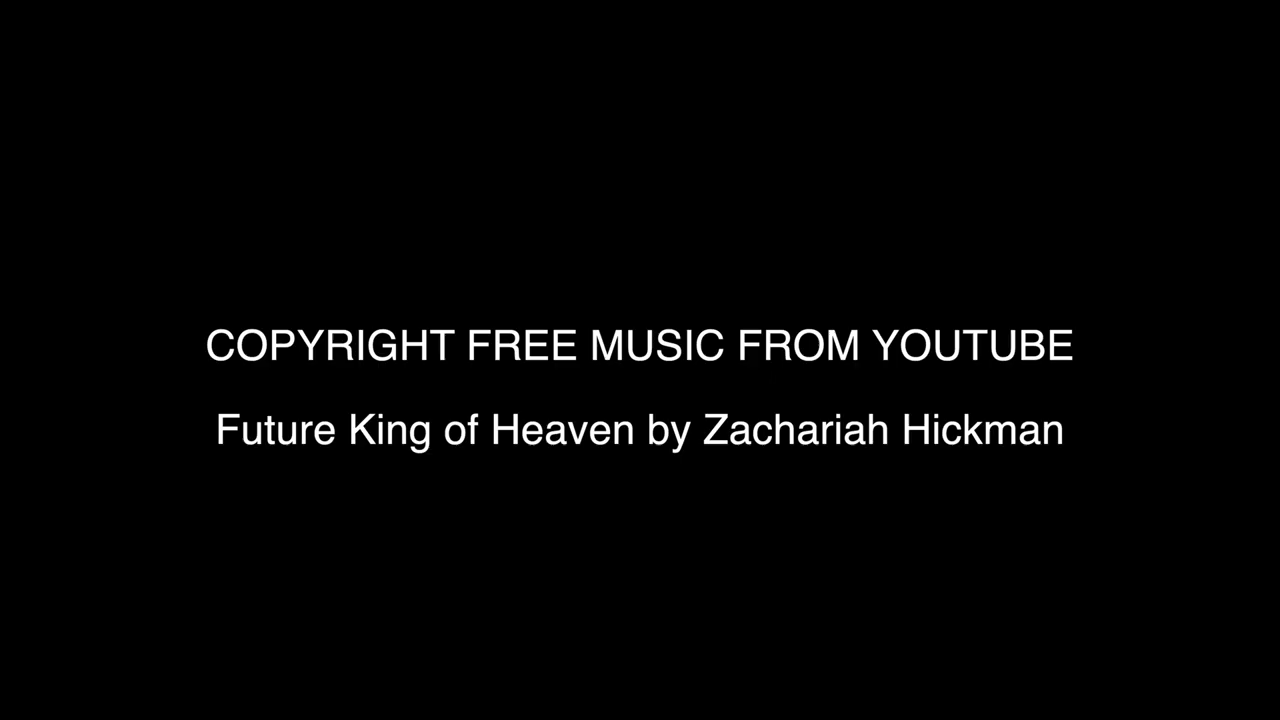 COPYRIGHT FREE MUSIC FROM YOUTUBE
Future King of Heaven by Zachariah Hickman